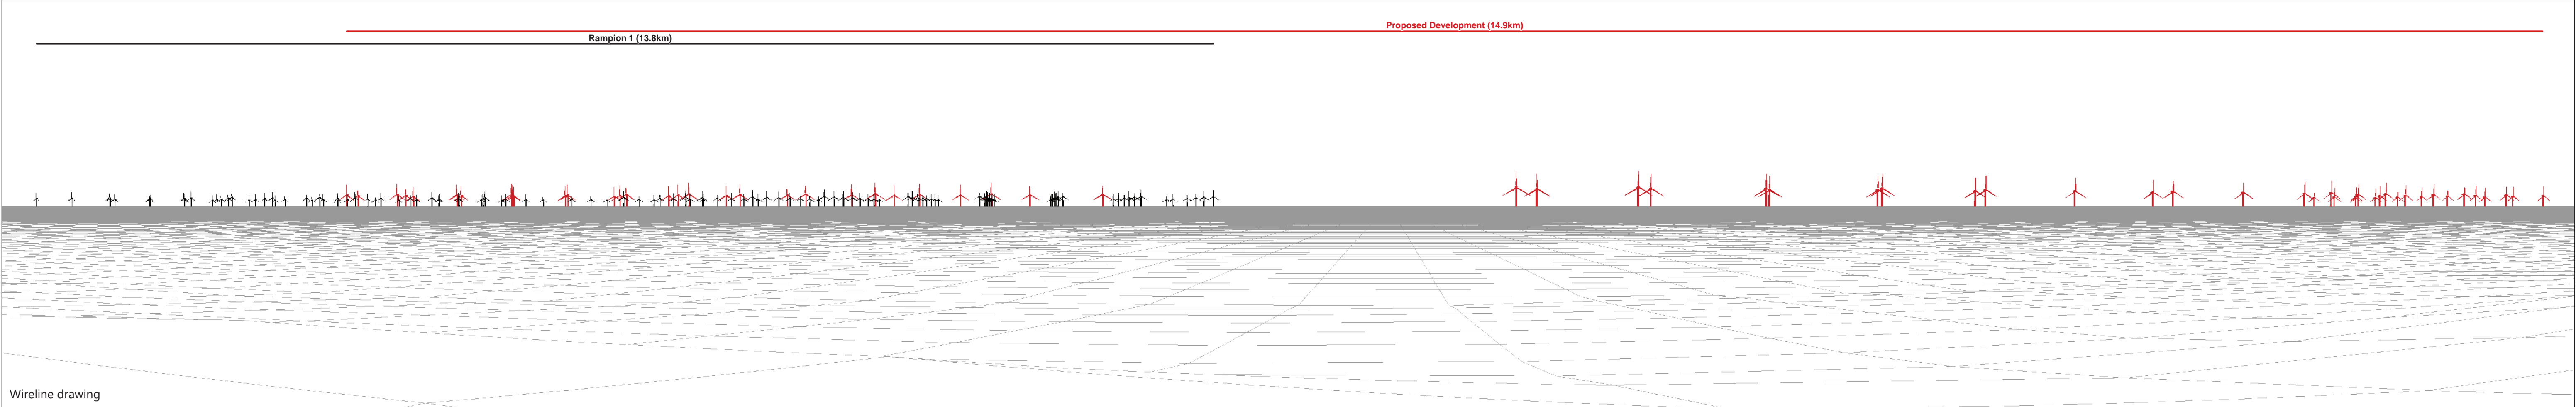 Proposed Development (14.9km)
Rampion 1 (13.8km)
Wireline drawing